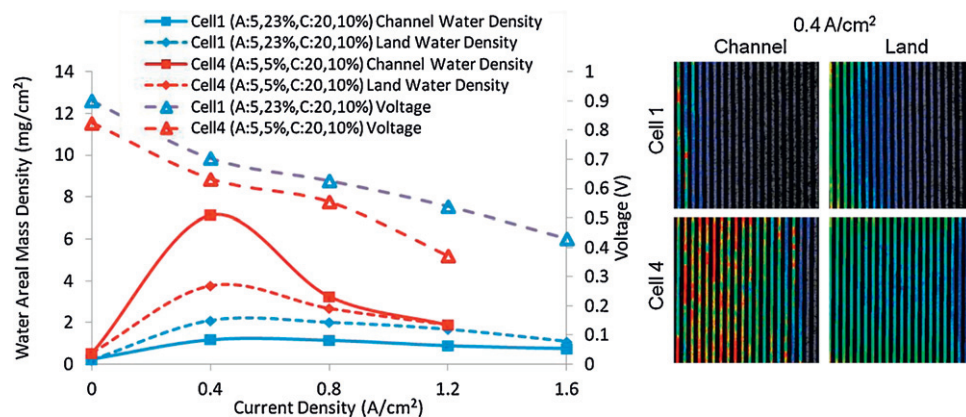 Cell1 (A:5,23%,C:20,10%) Channel Water Density
Cell1 (A:5,23%,C:20,10%) Land Water Density
Cell4 (A:5,5%,C:20,10%) Channel Water Density
Cell4 (A:5,5%,C:20,10%) Land Water Density
Cell1 (A:5,23%,C:20,10%) Voltage
Cell4 (A:5,5%,C:20,10%) Voltage
Water Areal Mass Density (mg/cm²)
14
12
10
8
6
4
2
0
0
0.4
0.8
1.2
1.6
Current Density (A/cm²)
1
0.9
0.8
0.7
0.6
0.5
0.4
0.3
0.2
0.1
0
Voltage (V)
0.4 A/cm²
Channel Land
Cell 1
Cell 4